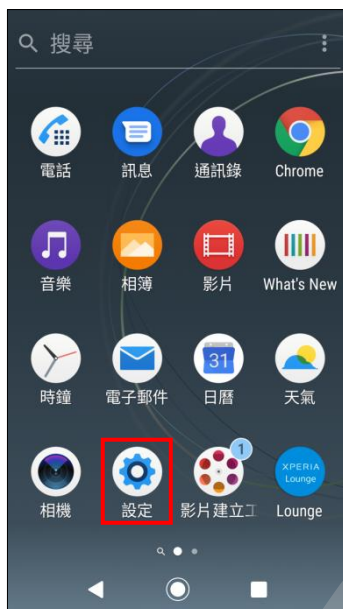 搜尋
電話 訊息 通訊錄 Chrome
音樂 相簿 影片 What's New
31
時鐘 電子郵件 日曆 天氣
1
XPERIA
Lounge
相機 設定 影片建立工 Lounge